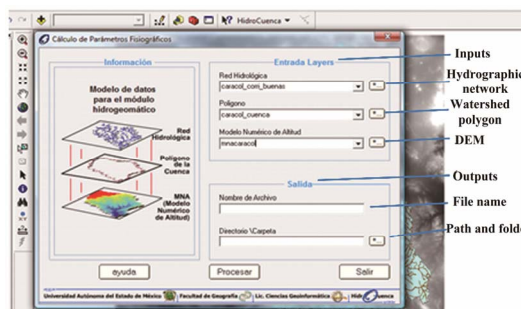 HidroCuenca
Cálculo de Parámetros Fisiográficos
Información
Modelo de datos
para el módulo
hidrogeomático
Red
Hidrológica
Polígono
de la
Cuenca
MNA
(Modelo
Numérico
de Altitud)
Entrada Layers
Red Hidrológica
caracol_corri_buenas
Polígono
caracol_cuenca
Modelo Numérico de Altitud
mnacaracol
Salida
Nombre de Archivo
Directorio \Carpeta
ayuda
Procesar
Salir
Universidad Autónoma del Estado de México
Facultad de Geografía
Lic. Ciencias Geoinformática
Inputs
Hydrographic
network
Watershed
polygon
DEM
Outputs
File name
Path and folde